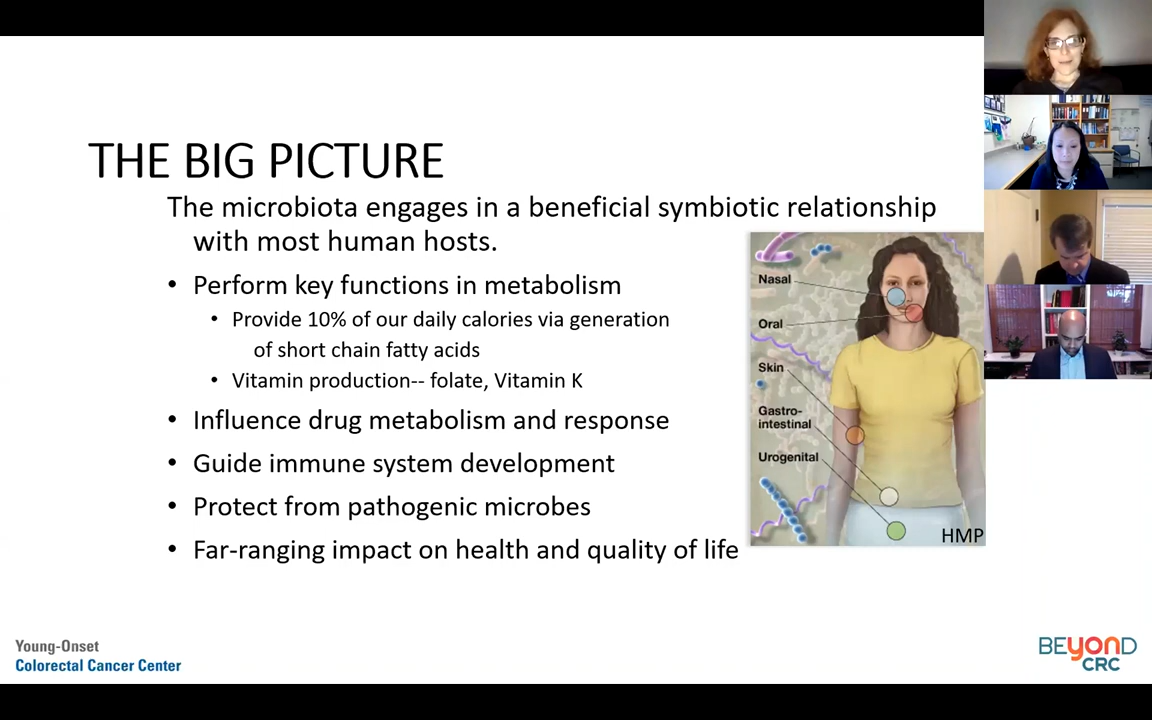 THE BIG PICTURE
The microbiota engages in a beneficial symbiotic relationship
with most human hosts.
• Perform key functions in metabolism
• Provide 10% of our daily calories via generation
of short chain fatty acids
• Vitamin production-- folate, Vitamin K
• Influence drug metabolism and response
• Guide immune system development
• Protect from pathogenic microbes
• Far-ranging impact on health and quality of life
Nasal
Oral
Skin
Gastro-
intestinal
Urogenital
HMP
Young-Onset
Colorectal Cancer Center
BEYOND
CRC